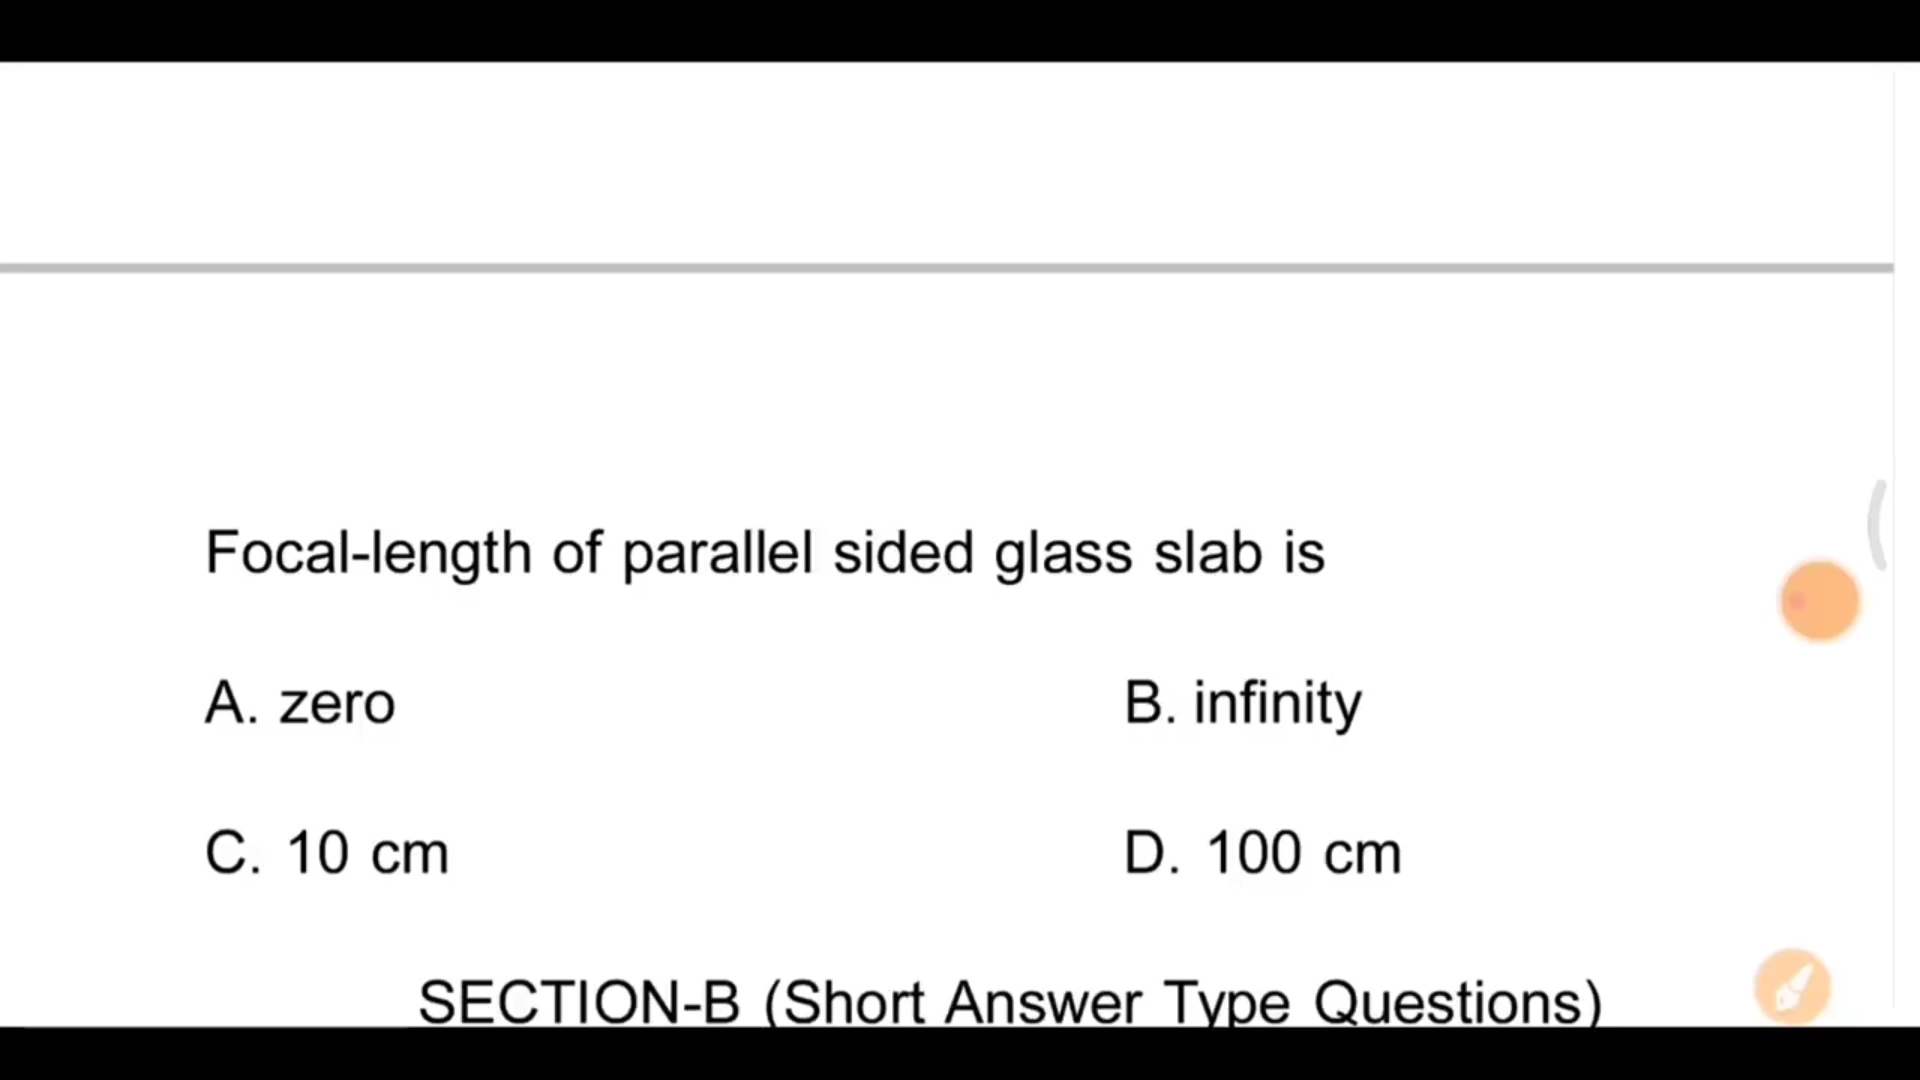 Focal-length of parallel sided glass slab is
A. zero B. infinity
C. 10 cm D. 100 cm
SECTION-B (Short Answer Type Questions)